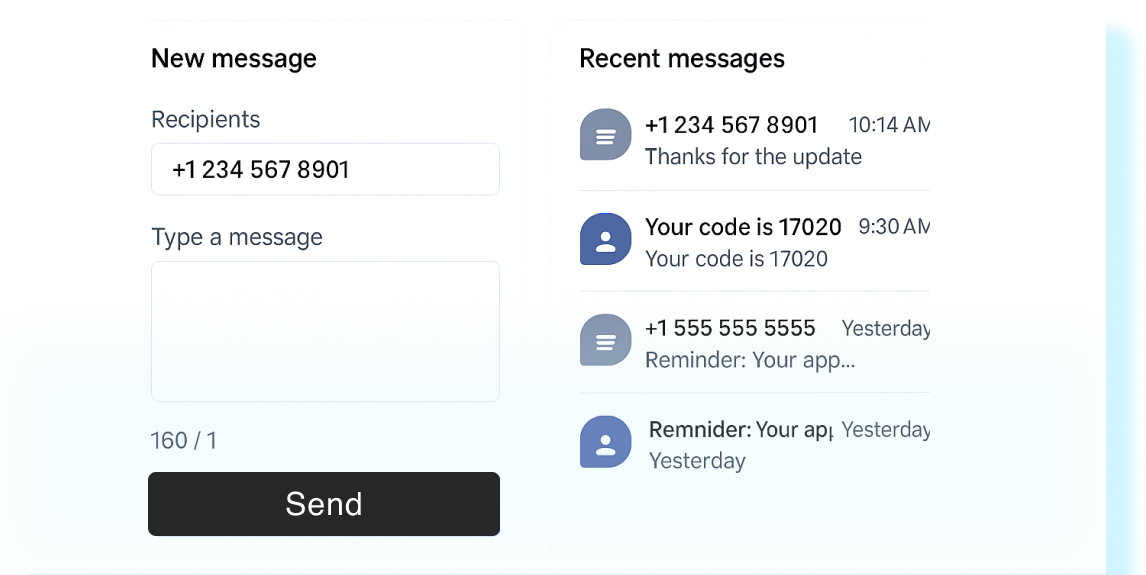 New message
Recipients
+1 234 567 8901
Type a message
160 / 1
Send
Recent messages
+1 234 567 8901 10:14 AM
Thanks for the update
Your code is 17020 9:30 AM
Your code is 17020
+1 555 555 5555 Yesterday
Reminder: Your app...
Remnider: Your ap Yesterday
Yesterday